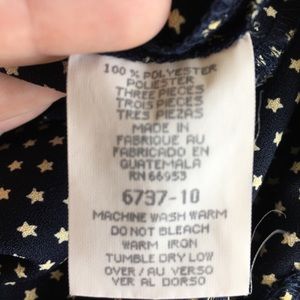 100% POLYESTER
POLYESTER
THREE PIECES
TROIS PIECES
TRES PIEZAS
MADE IN
FABRIQUE AU
FABRICADO EN
GUATEMALA
RN 66953
6737-10
MACHINE WASH WARM
DO NOT BLEACH
WARM IRON
TUMBLE DRY LOW
OVER / AU VERSO
VER AL DORSO